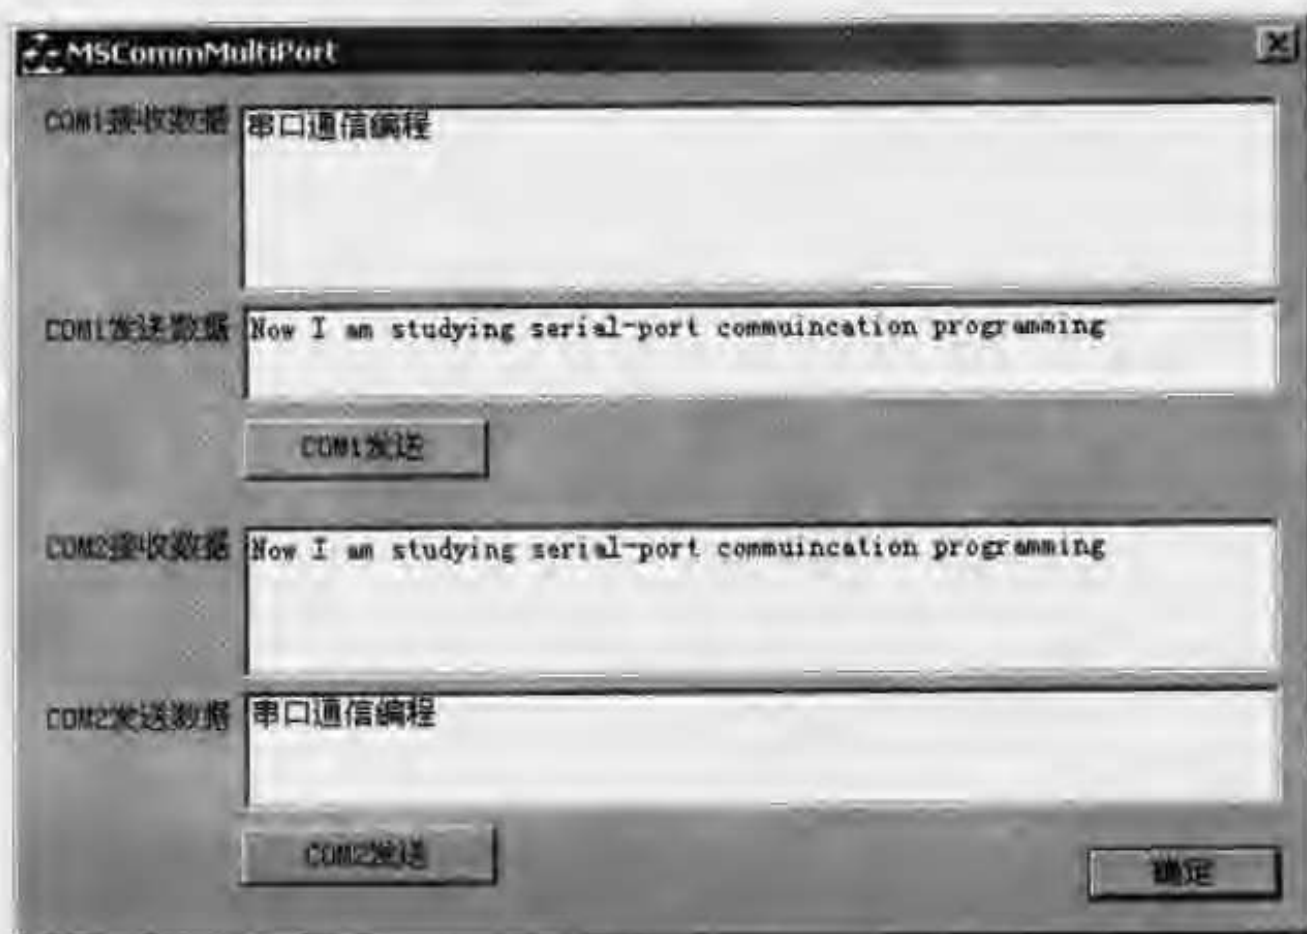 MSCommMultiPort
COM1接收数据 串口通信编程
COM1发送数据 Now I am studying serial-port commuincation programming
COM1发送
COM2接收数据 Now I am studying serial-port commuincation programming
COM2发送数据 串口通信编程
COM2发送
确定